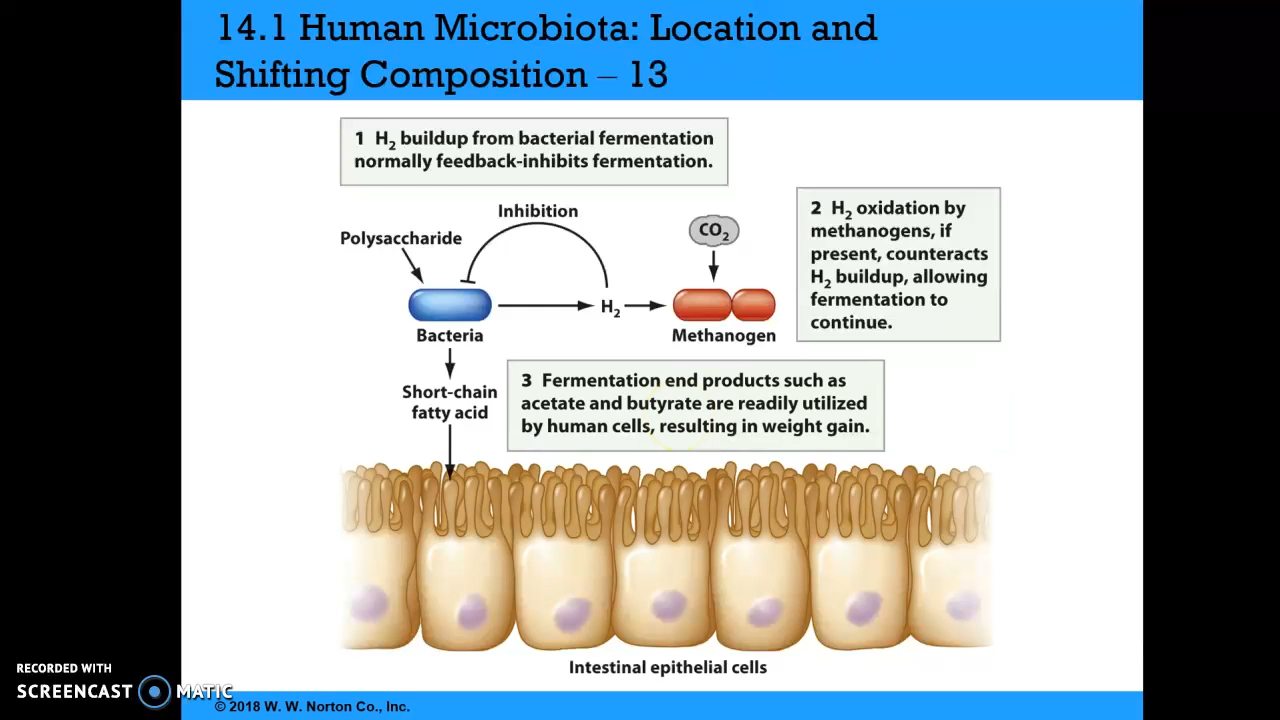 14.1 Human Microbiota: Location and
Shifting Composition – 13
1 H₂ buildup from bacterial fermentation
normally feedback-inhibits fermentation.
Inhibition
Polysaccharide
CO₂
2 H₂ oxidation by
methanogens, if
present, counteracts
H₂ buildup, allowing
fermentation to
continue.
H₂
Bacteria
Methanogen
Short-chain
fatty acid
3 Fermentation end products such as
acetate and butyrate are readily utilized
by human cells, resulting in weight gain.
Intestinal epithelial cells
RECORDED WITH
SCREENCAST MATIC
© 2018 W. W. Norton Co., Inc.